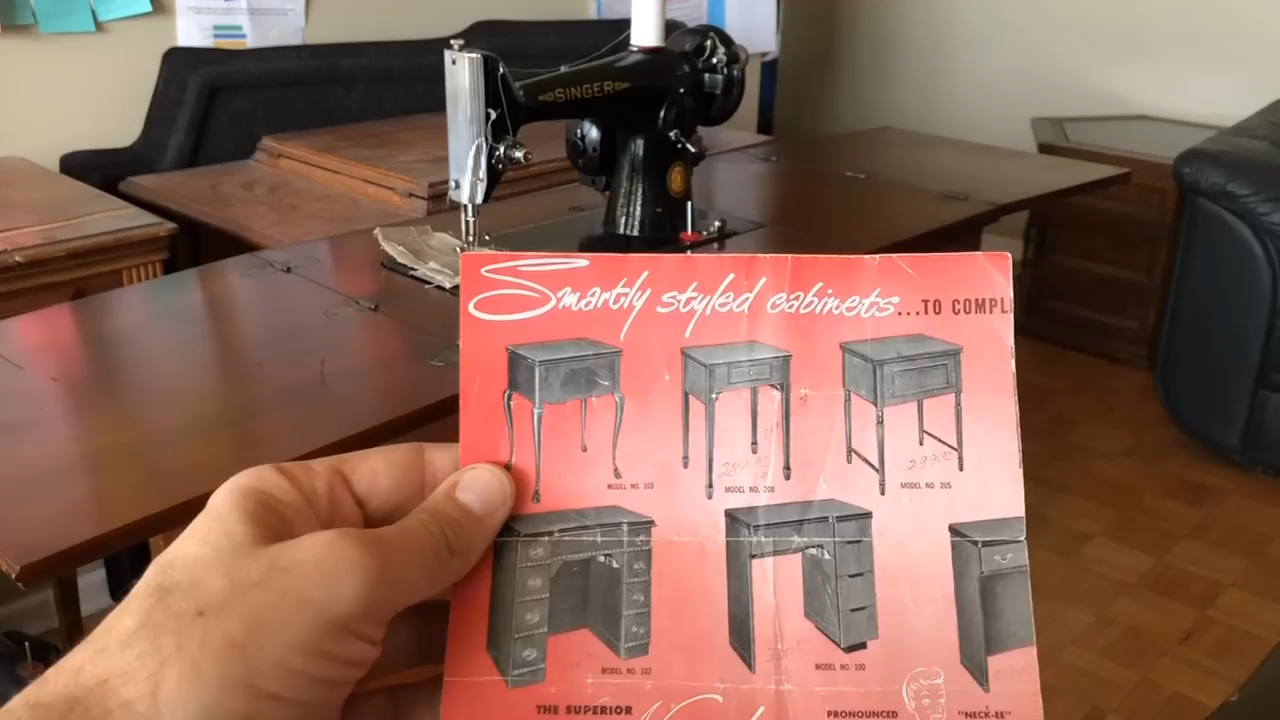 SINGER
Smartly styled cabinets...TO COMPL
MODEL NO. 103
MODEL NO. 208
MODEL NO. 205
MODEL NO. 102
MODEL NO. 100
THE SUPERIOR
PRONOUNCED
"NECK-EE"